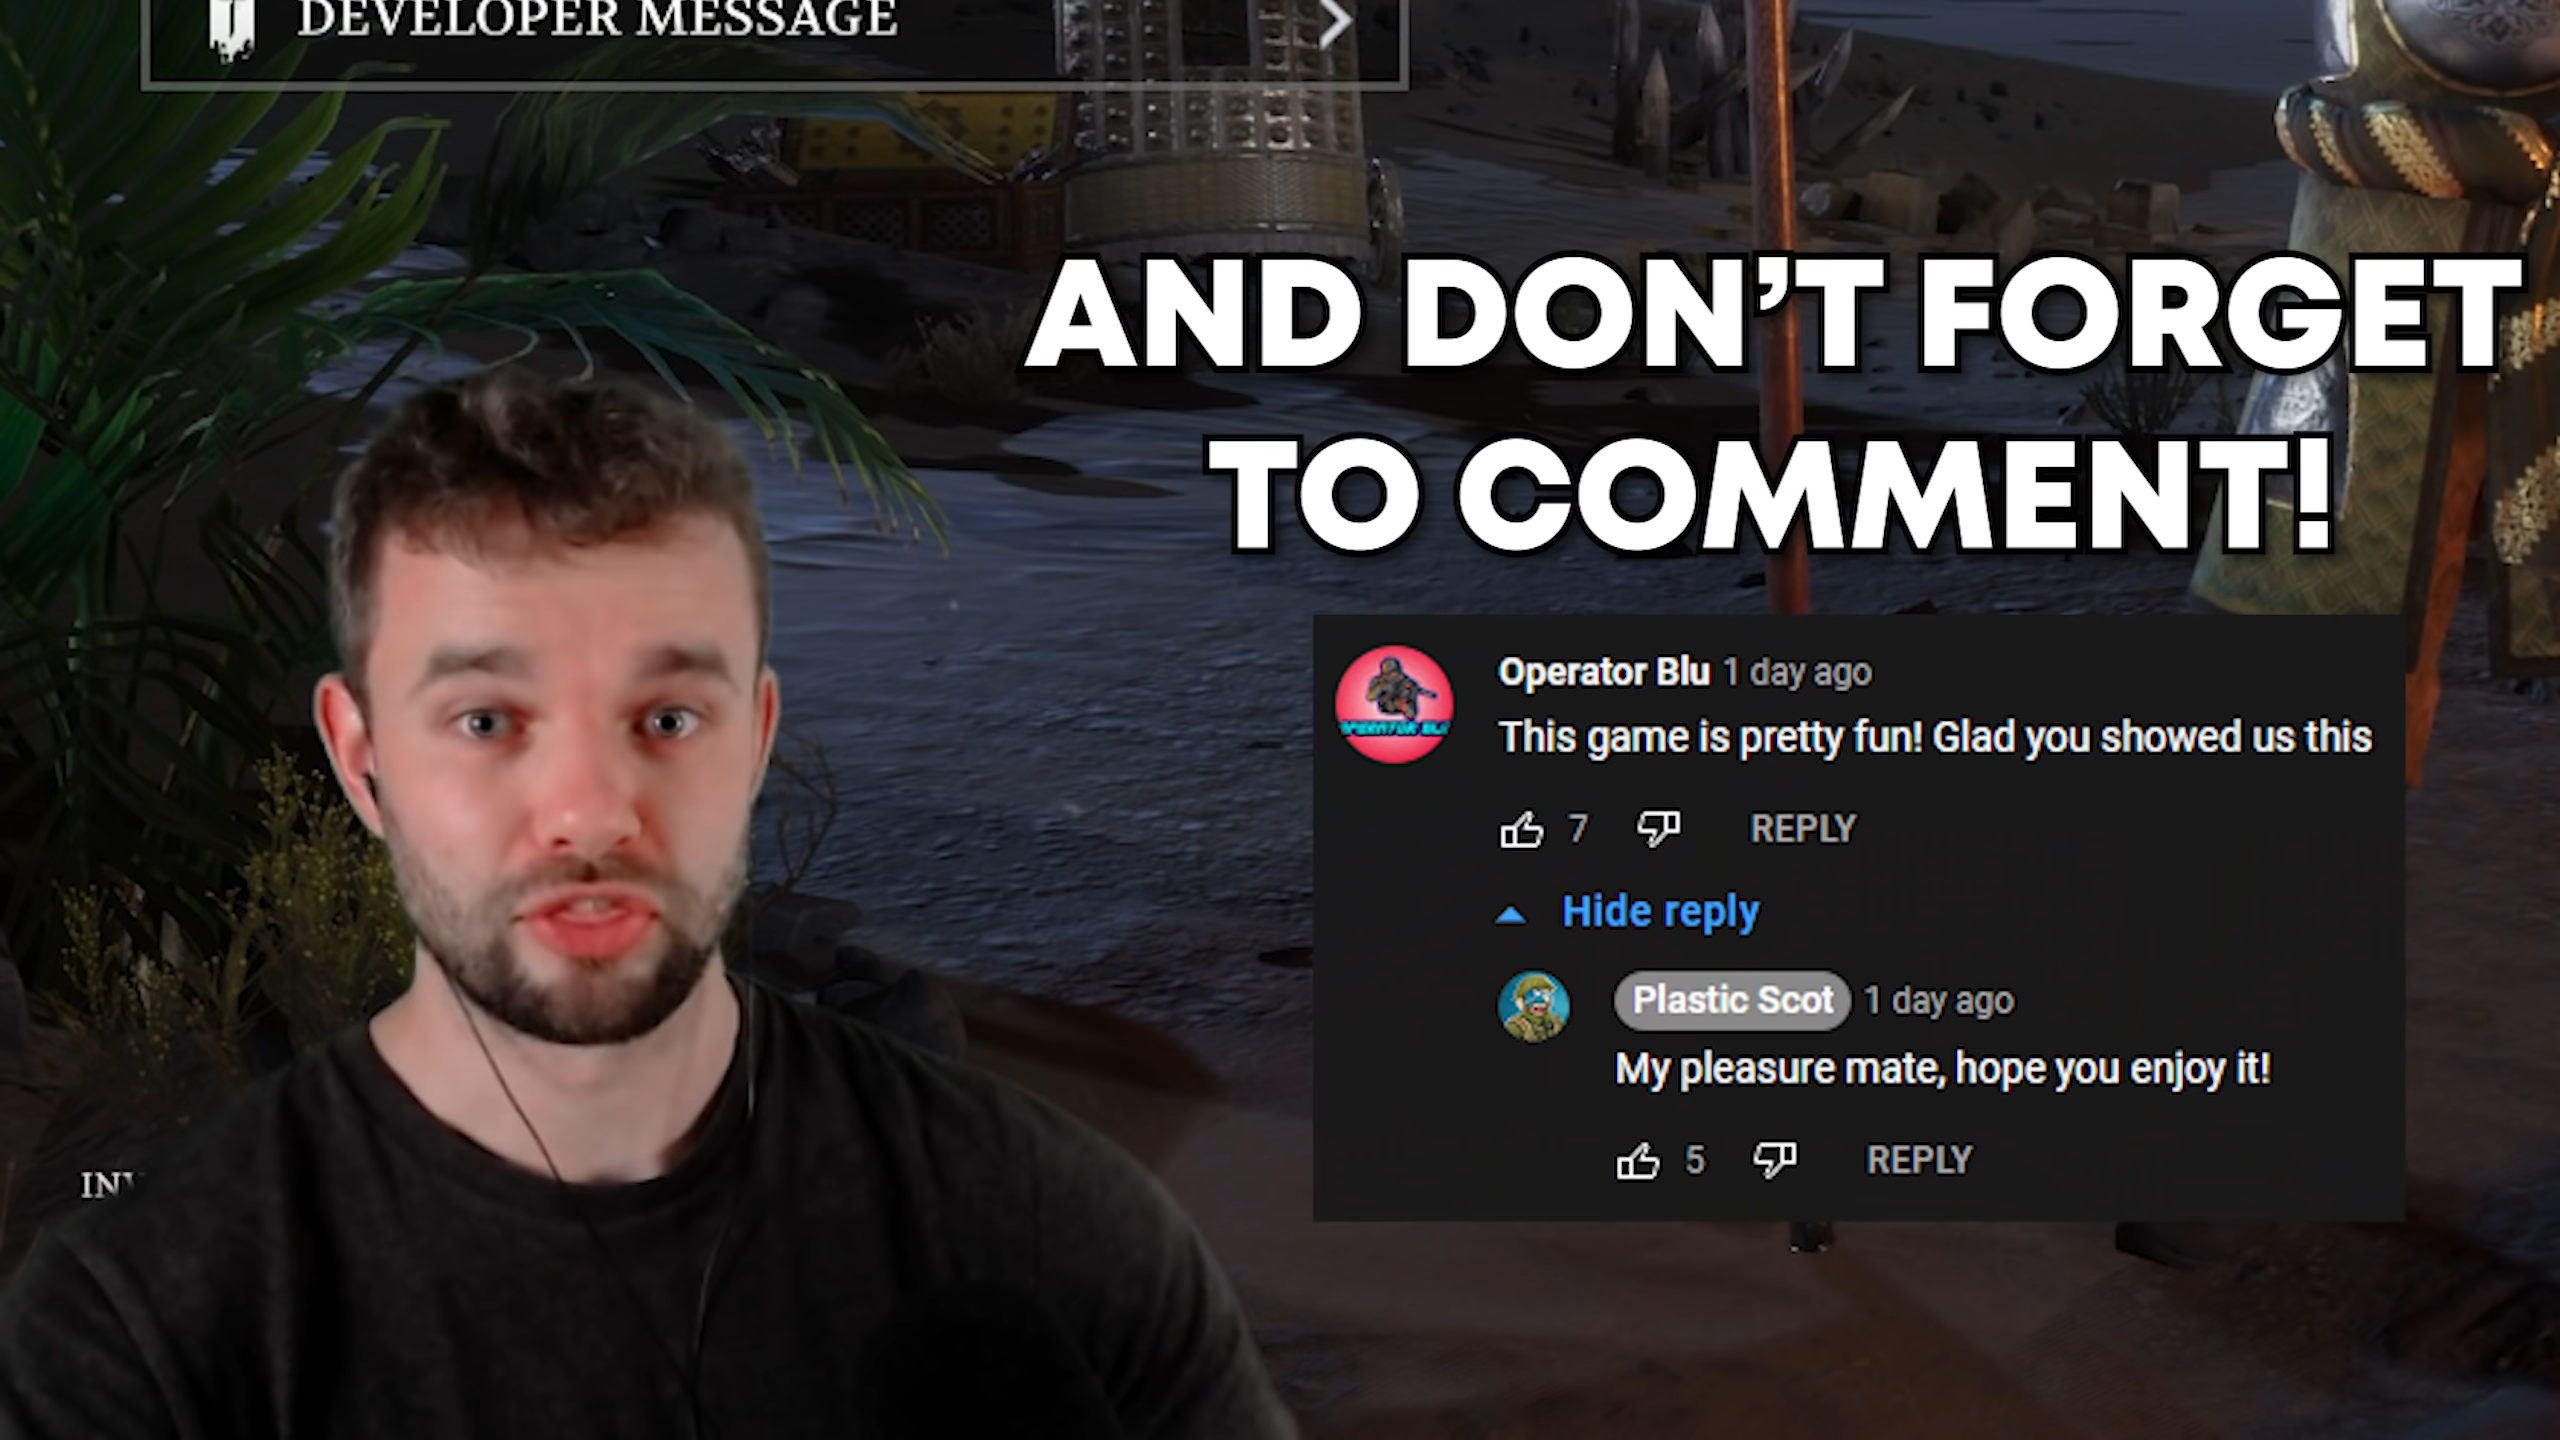 DEVELOPER MESSAGE
AND DON’T FORGET
TO COMMENT!
Operator Blu 1 day ago
OPERATOR BLU
This game is pretty fun! Glad you showed us this
7 REPLY
Hide reply
Plastic Scot 1 day ago
My pleasure mate, hope you enjoy it!
5 REPLY